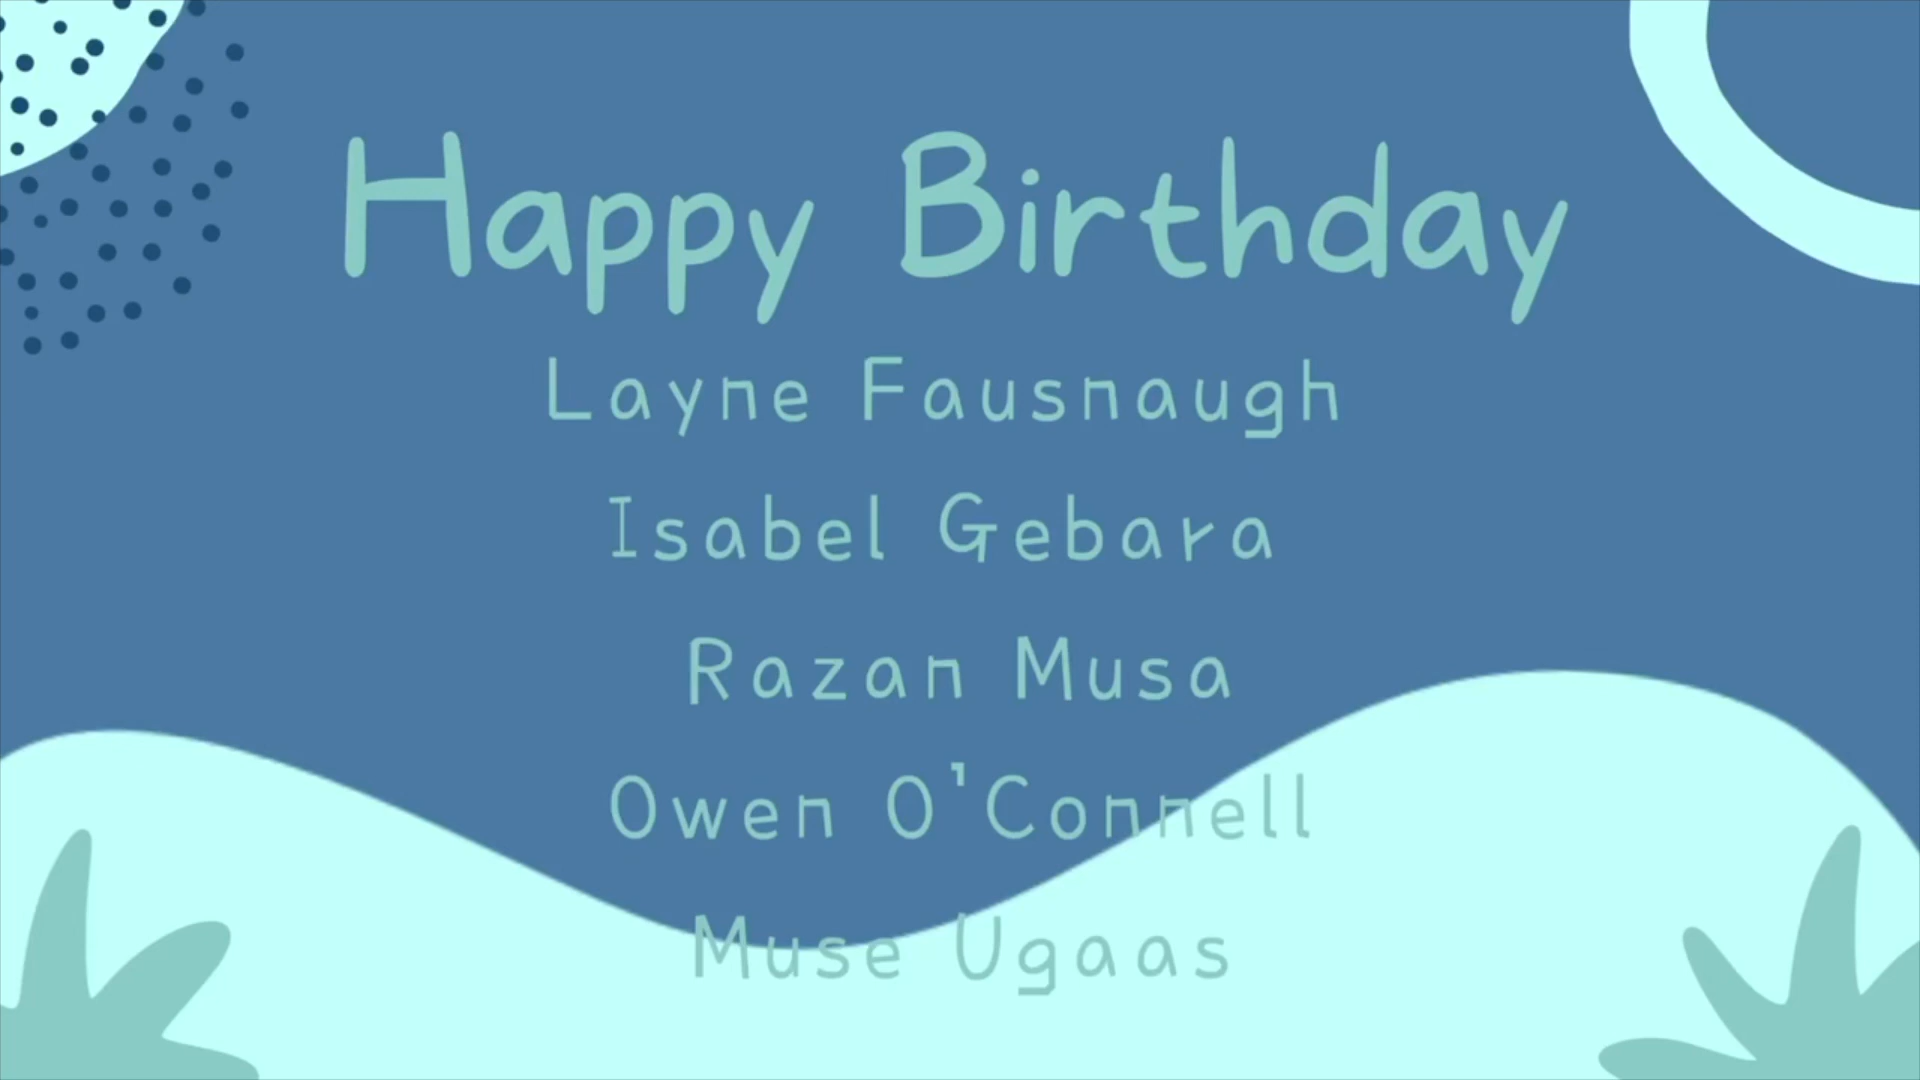 Happy Birthday
Layne Fausnaugh
Isabel Gebara
Razan Musa
Owen O'Connell
Muse Ugaas